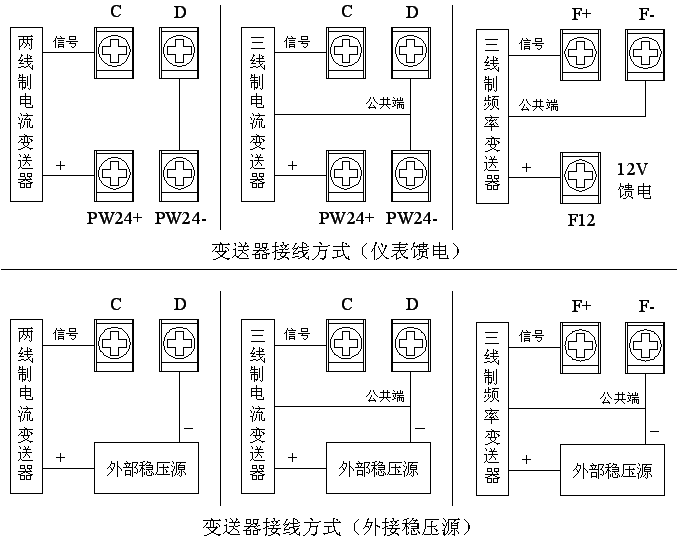 C D
两线制电流变送器
信号
+
PW24+ PW24-
C D
三线制电流变送器
信号
公共端
+
PW24+ PW24-
F+ F-
三线制频率变送器
信号
公共端
+
12V
馈电
F12
变送器接线方式（仪表馈电）
C D
两线制电流变送器
信号
−
+
外部稳压源
C D
三线制电流变送器
信号
公共端
−
+
外部稳压源
F+ F-
三线制频率变送器
信号
公共端
−
+
外部稳压源
变送器接线方式（外接稳压源）